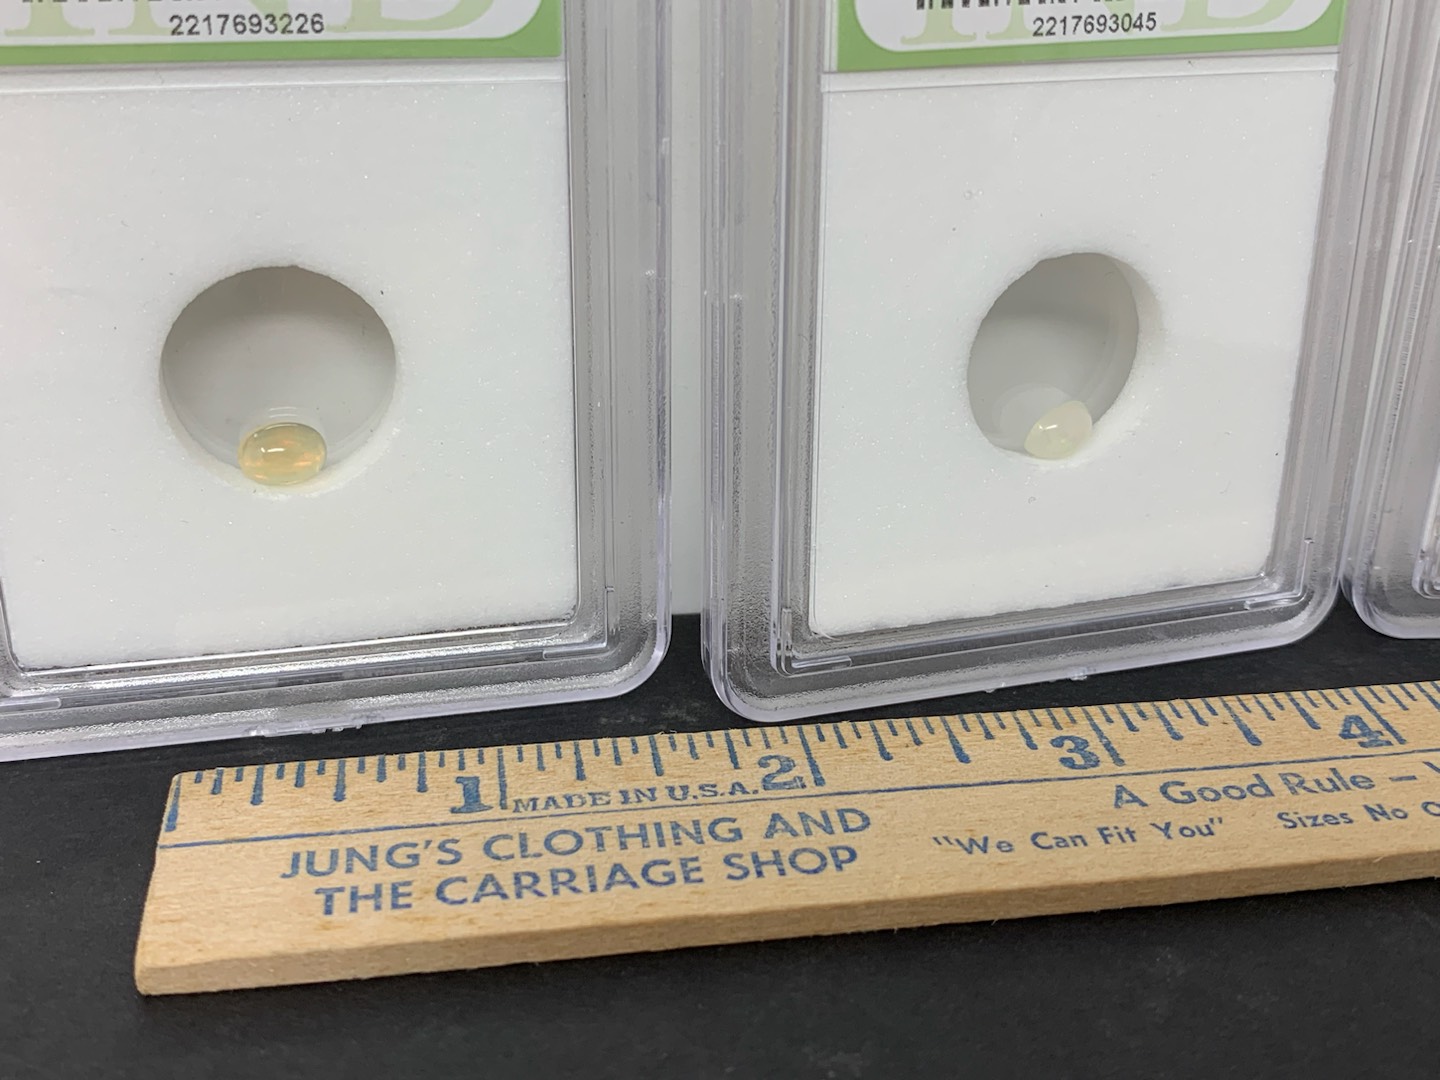 2217693226
2217693045
1 2 3 4
MADE IN U.S.A.
JUNG'S CLOTHING AND
THE CARRIAGE SHOP
A Good Rule —
"We Can Fit You" Sizes No